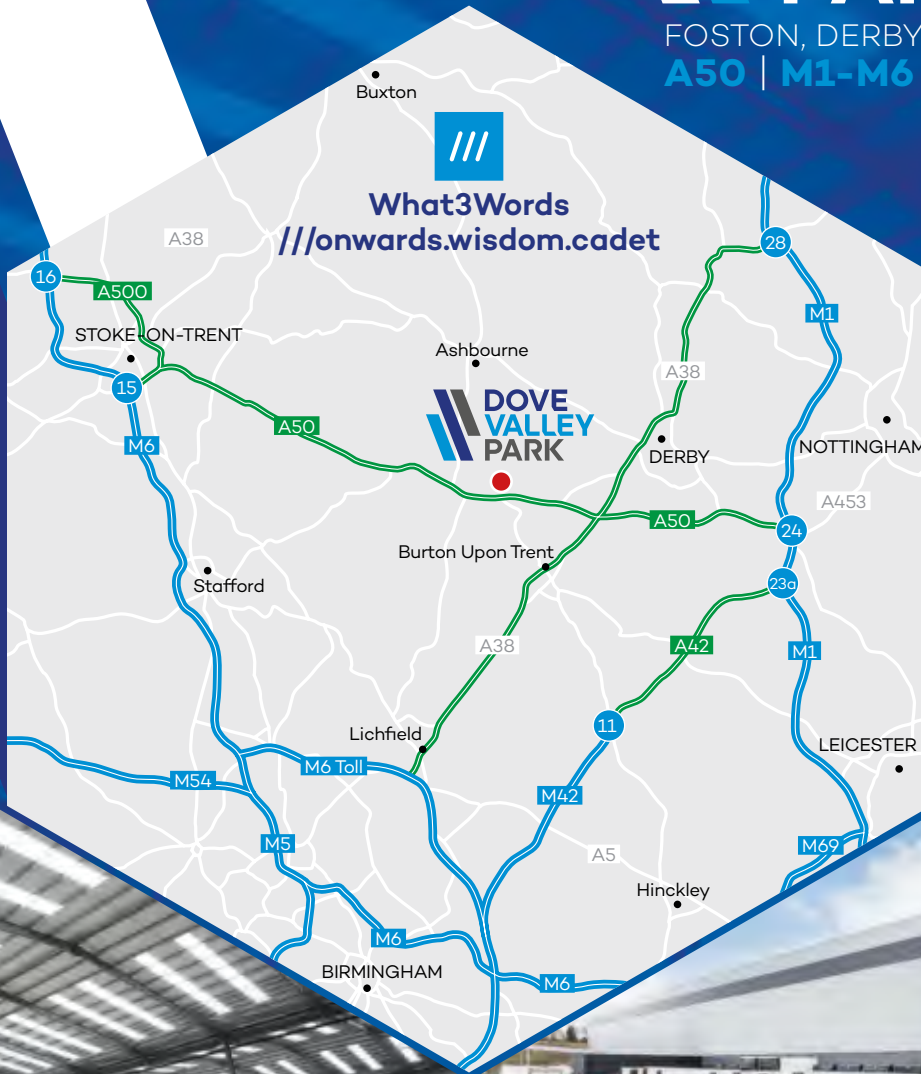 FOSTON, DERBY
A50 | M1-M6
Buxton
///
What3Words
///onwards.wisdom.cadet
A38
28
16
A500
M1
STOKE-ON-TRENT
Ashbourne
A38
15
DOVE
VALLEY
PARK
A50
NOTTINGHAM
M6
DERBY
A453
A50
24
Burton Upon Trent
23a
Stafford
A38
A42
M1
11
Lichfield
LEICESTER
M6 Toll
M54
M42
M5
M69
A5
Hinckley
M6
BIRMINGHAM
M6